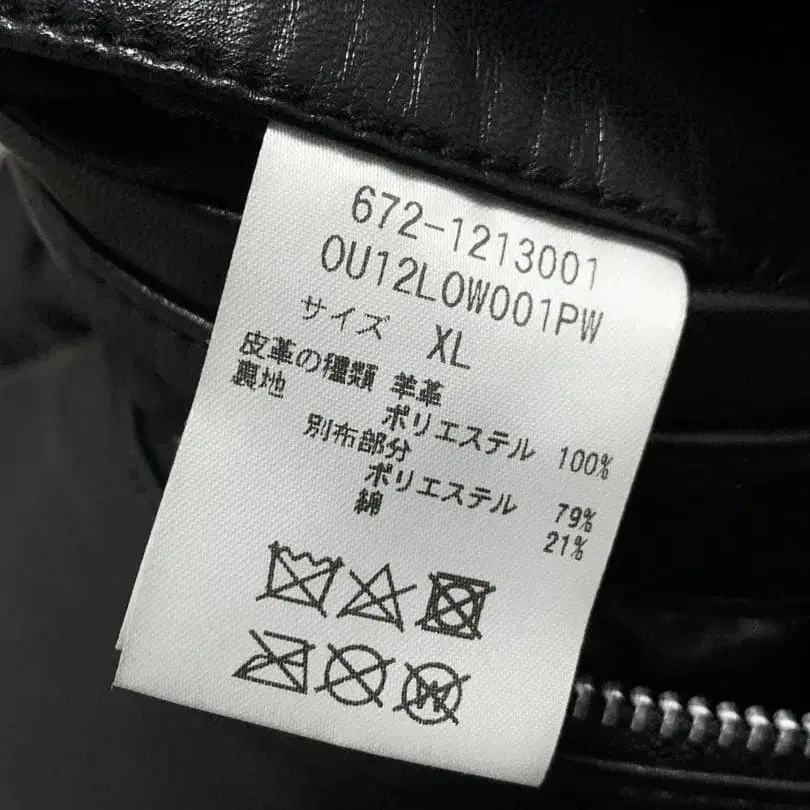 672-1213001
OU12LOW001PW
サイズ XL
皮革の種類 羊革
裏地
ポリエステル 100%
別布部分
ポリエステル 79%
綿 21%
W